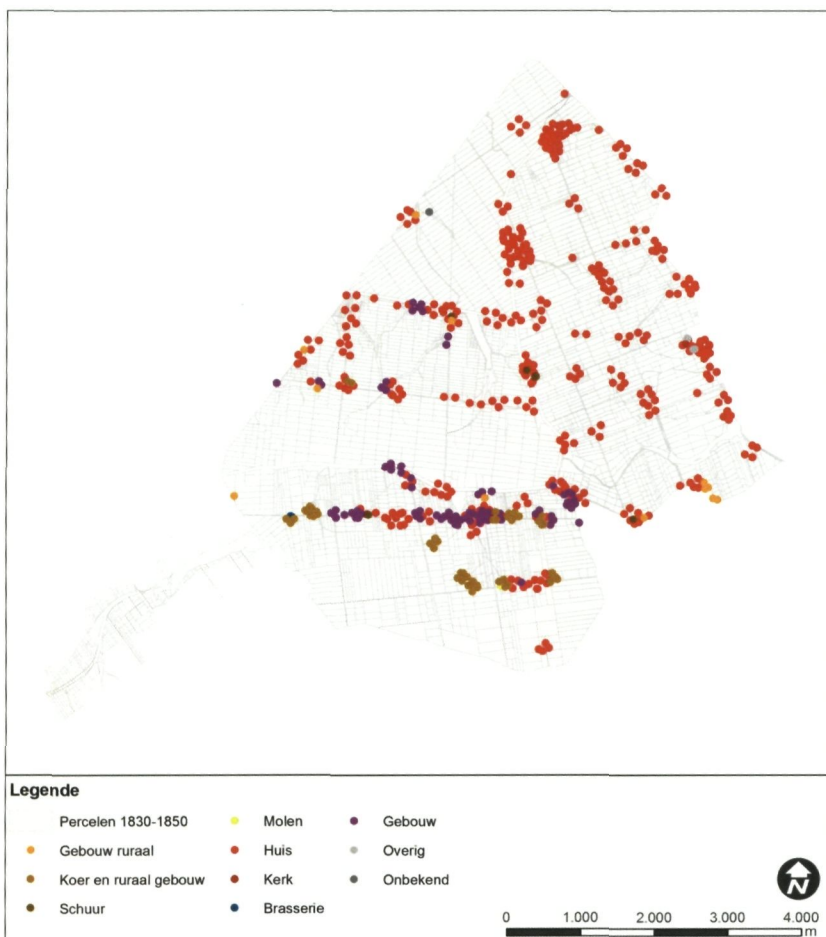 Legende
Percelen 1830-1850
Gebouw ruraal
Koer en ruraal gebouw
Schuur
Molen
Huis
Kerk
Brasserie
Gebouw
Overig
Onbekend
N
0 1.000 2.000 3.000 4.000
m